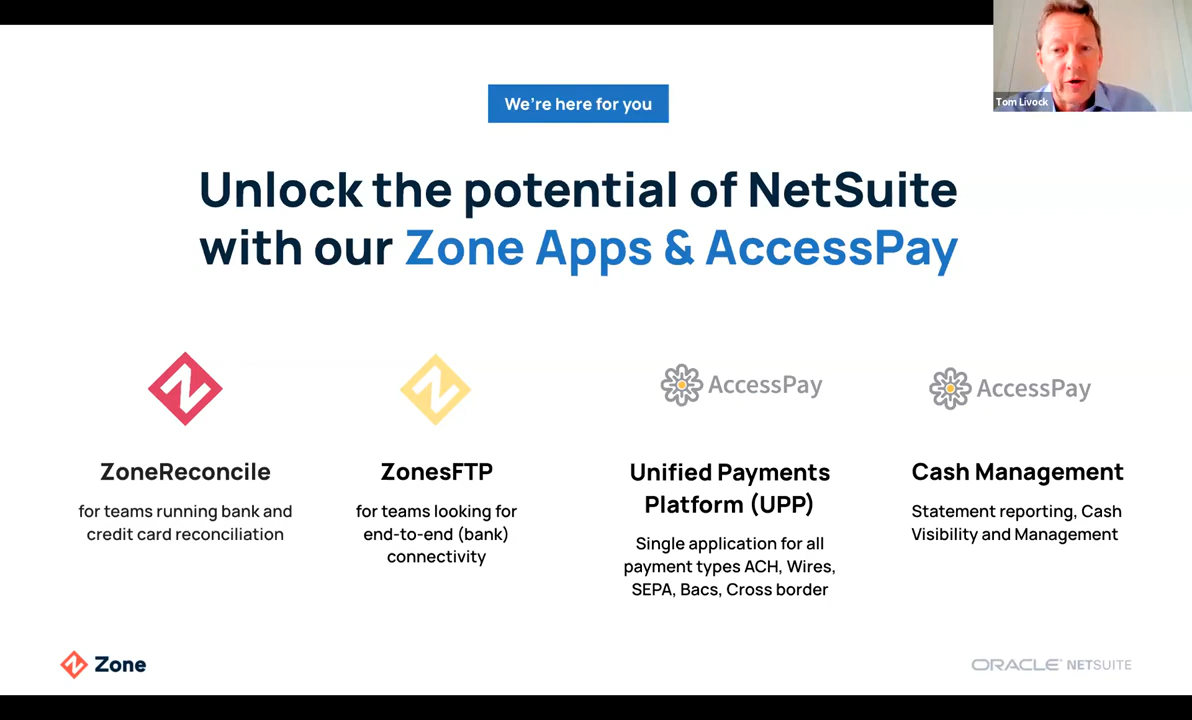 Tom Livock
We're here for you
Unlock the potential of NetSuite
with our Zone Apps & AccessPay
AccessPay
AccessPay
ZoneReconcile
for teams running bank and
credit card reconciliation
ZonesFTP
for teams looking for
end-to-end (bank)
connectivity
Unified Payments
Platform (UPP)
Single application for all
payment types ACH, Wires,
SEPA, Bacs, Cross border
Cash Management
Statement reporting, Cash
Visibility and Management
Zone
ORACLE NETSUITE